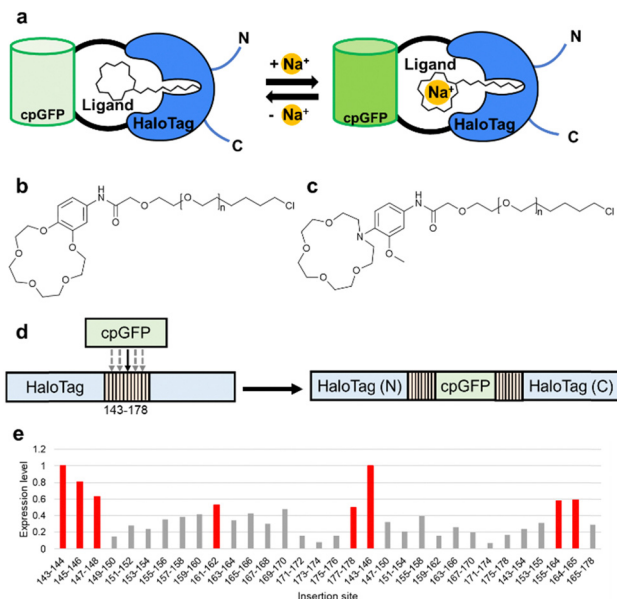 a
+ Na+
- Na+
N
C
cpGFP
Ligand
HaloTag
N
C
cpGFP
Ligand
Na+
HaloTag
b
c
H
N
O
O
O
n
Cl
O
O
O
O
O
H
N
O
O
O
n
Cl
N
O
O
O
O
O
d
cpGFP
HaloTag
143-178
HaloTag (N)
cpGFP
HaloTag (C)
e
Expression level
1.2
1
0.8
0.6
0.4
0.2
0
143-144
145-146
147-148
149-150
151-152
153-154
155-156
157-158
159-160
161-162
163-164
165-166
167-168
169-170
171-172
173-174
175-176
177-178
143-146
147-150
151-154
155-158
159-162
163-166
167-170
171-174
175-178
143-154
153-155
155-164
164-165
165-178
Insertion site